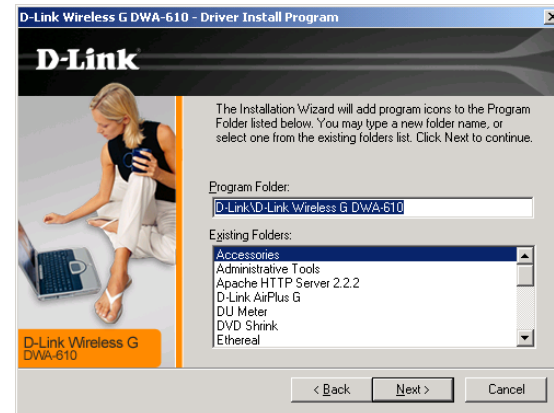 D-Link Wireless G DWA-610 - Driver Install Program
D-Link
The Installation Wizard will add program icons to the Program
Folder listed below. You may type a new folder name, or
select one from the existing folders list. Click Next to continue.
Program Folder:
D-Link\D-Link Wireless G DWA-610
Existing Folders:
Accessories
Administrative Tools
Apache HTTP Server 2.2.2
D-Link AirPlus G
DU Meter
DVD Shrink
Ethereal
D-Link Wireless G
DWA-610
< Back
Next >
Cancel